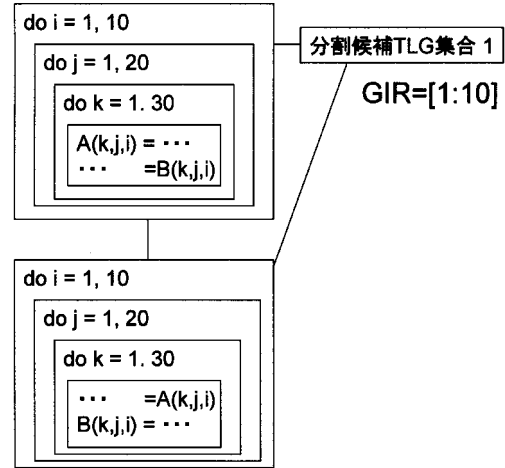 do i = 1, 10
do j = 1, 20
do k = 1. 30
A(k,j,i) = ･･･
･･･ =B(k,j,i)
分割候補TLG集合 1
GIR=[1:10]
do i = 1, 10
do j = 1, 20
do k = 1. 30
･･･ =A(k,j,i)
B(k,j,i) = ･･･